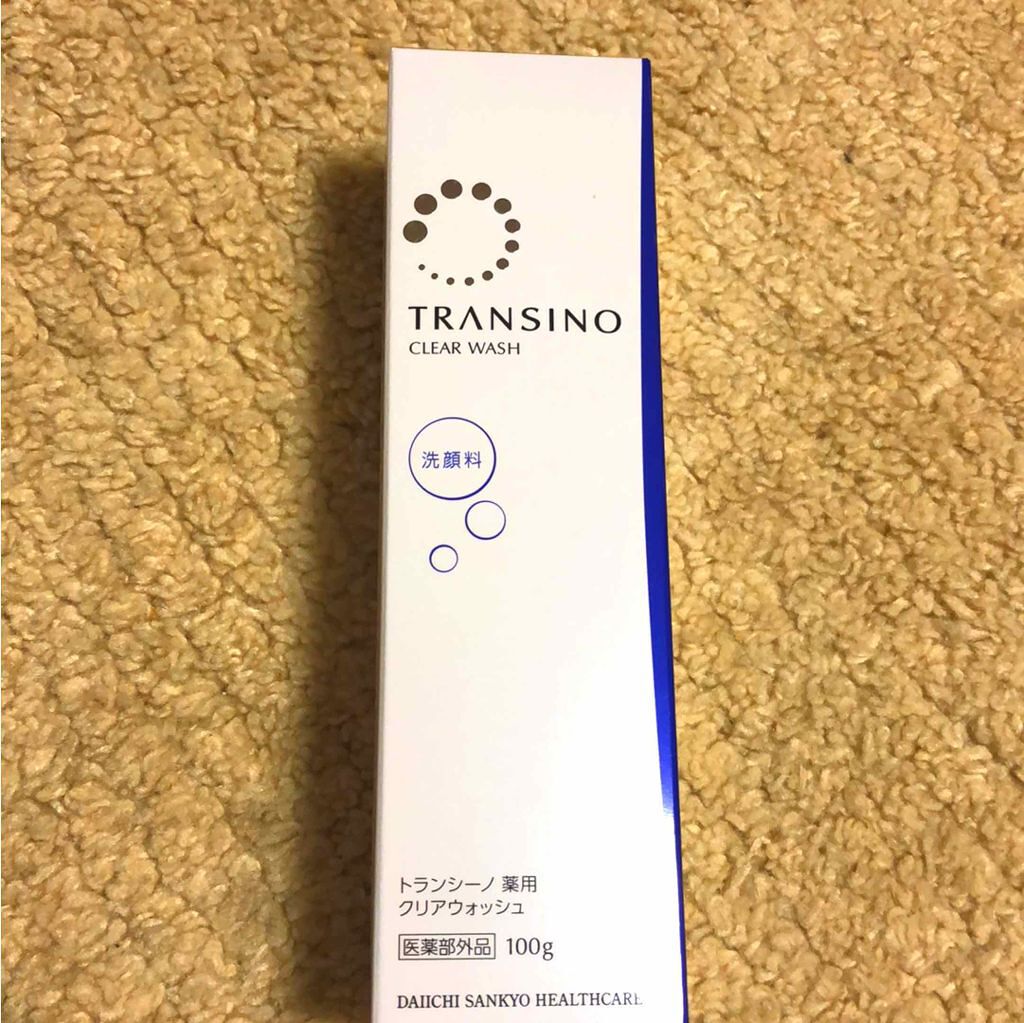 TRANSINO
CLEAR WASH
洗顔料
トランシーノ 薬用
クリアウォッシュ
医薬部外品 100g
DAIICHI SANKYO HEALTHCARE